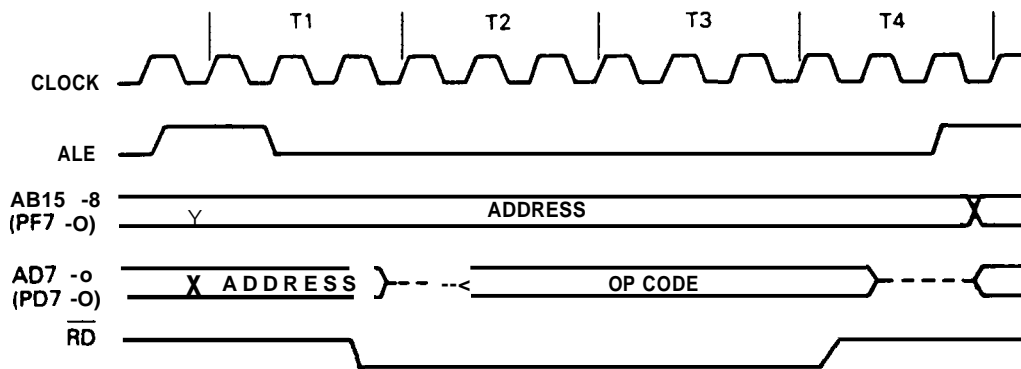 T1 T2 T3 T4
CLOCK
ALE
AB15 -8
(PF7 -O)
Y
ADDRESS
X
AD7 -o
(PD7 -O)
X ADDRESS
--<
OP CODE
RD